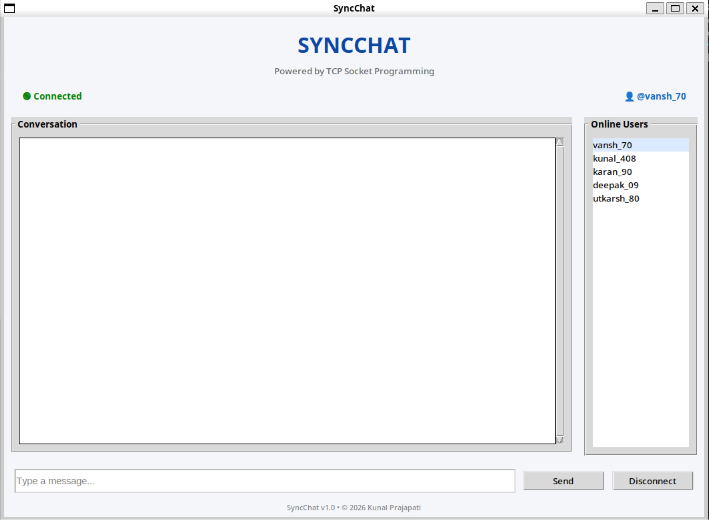 SyncChat
SYNCCHAT
Powered by TCP Socket Programming
Connected
@vansh_70
Conversation
Online Users
vansh_70
kunal_408
karan_90
deepak_09
utkarsh_80
Type a message...
Send
Disconnect
SyncChat v1.0 • © 2026 Kunal Prajapati